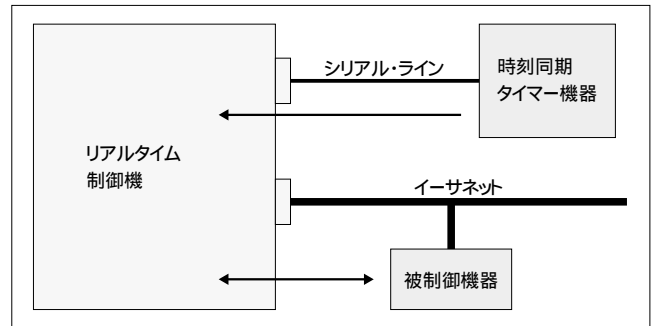 シリアル・ライン
時刻同期
タイマー機器
リアルタイム
制御機
イーサネット
被制御機器